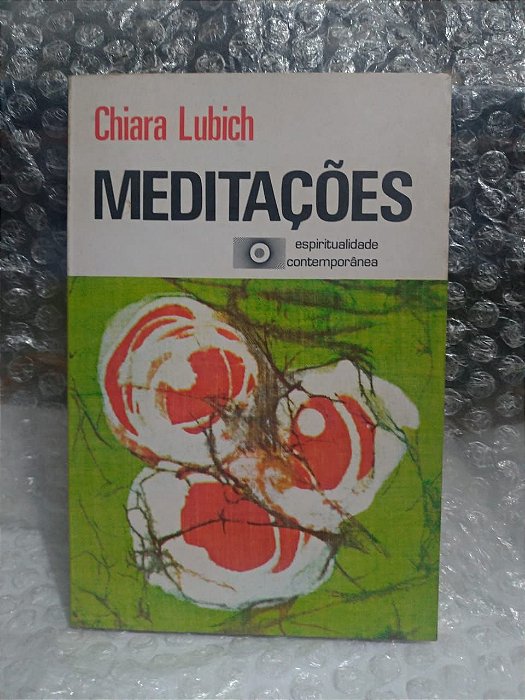 Chiara Lubich
MEDITAÇÕES
espiritualidade
contemporânea